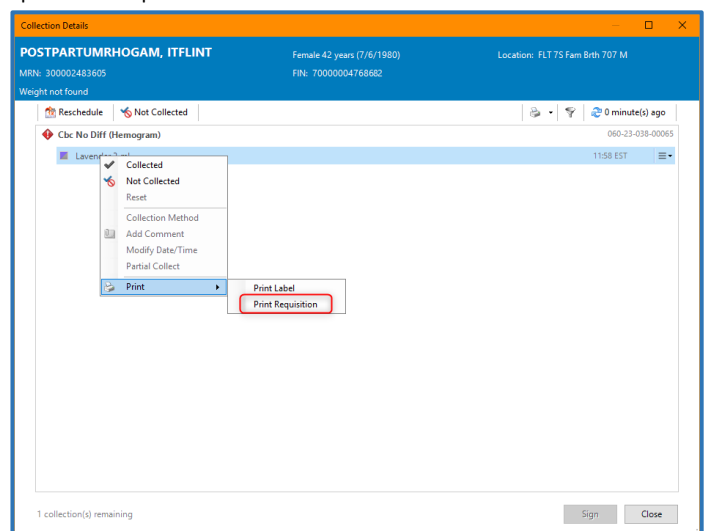 Collection Details
POSTPARTUMRHOGAM, ITFLINT Female 42 years (7/6/1980) Location: FLT 7S Fam Brth 707 M
MRN: 300002483605 FIN: 70000004768682
Weight not found
Reschedule Not Collected 0 minute(s) ago
Cbc No Diff (Hemogram) 060-23-038-00065
Lavender 11:58 EST
Collected
Not Collected
Reset
Collection Method
Add Comment
Modify Date/Time
Partial Collect
Print Print Label
Print Requisition
1 collection(s) remaining Sign Close